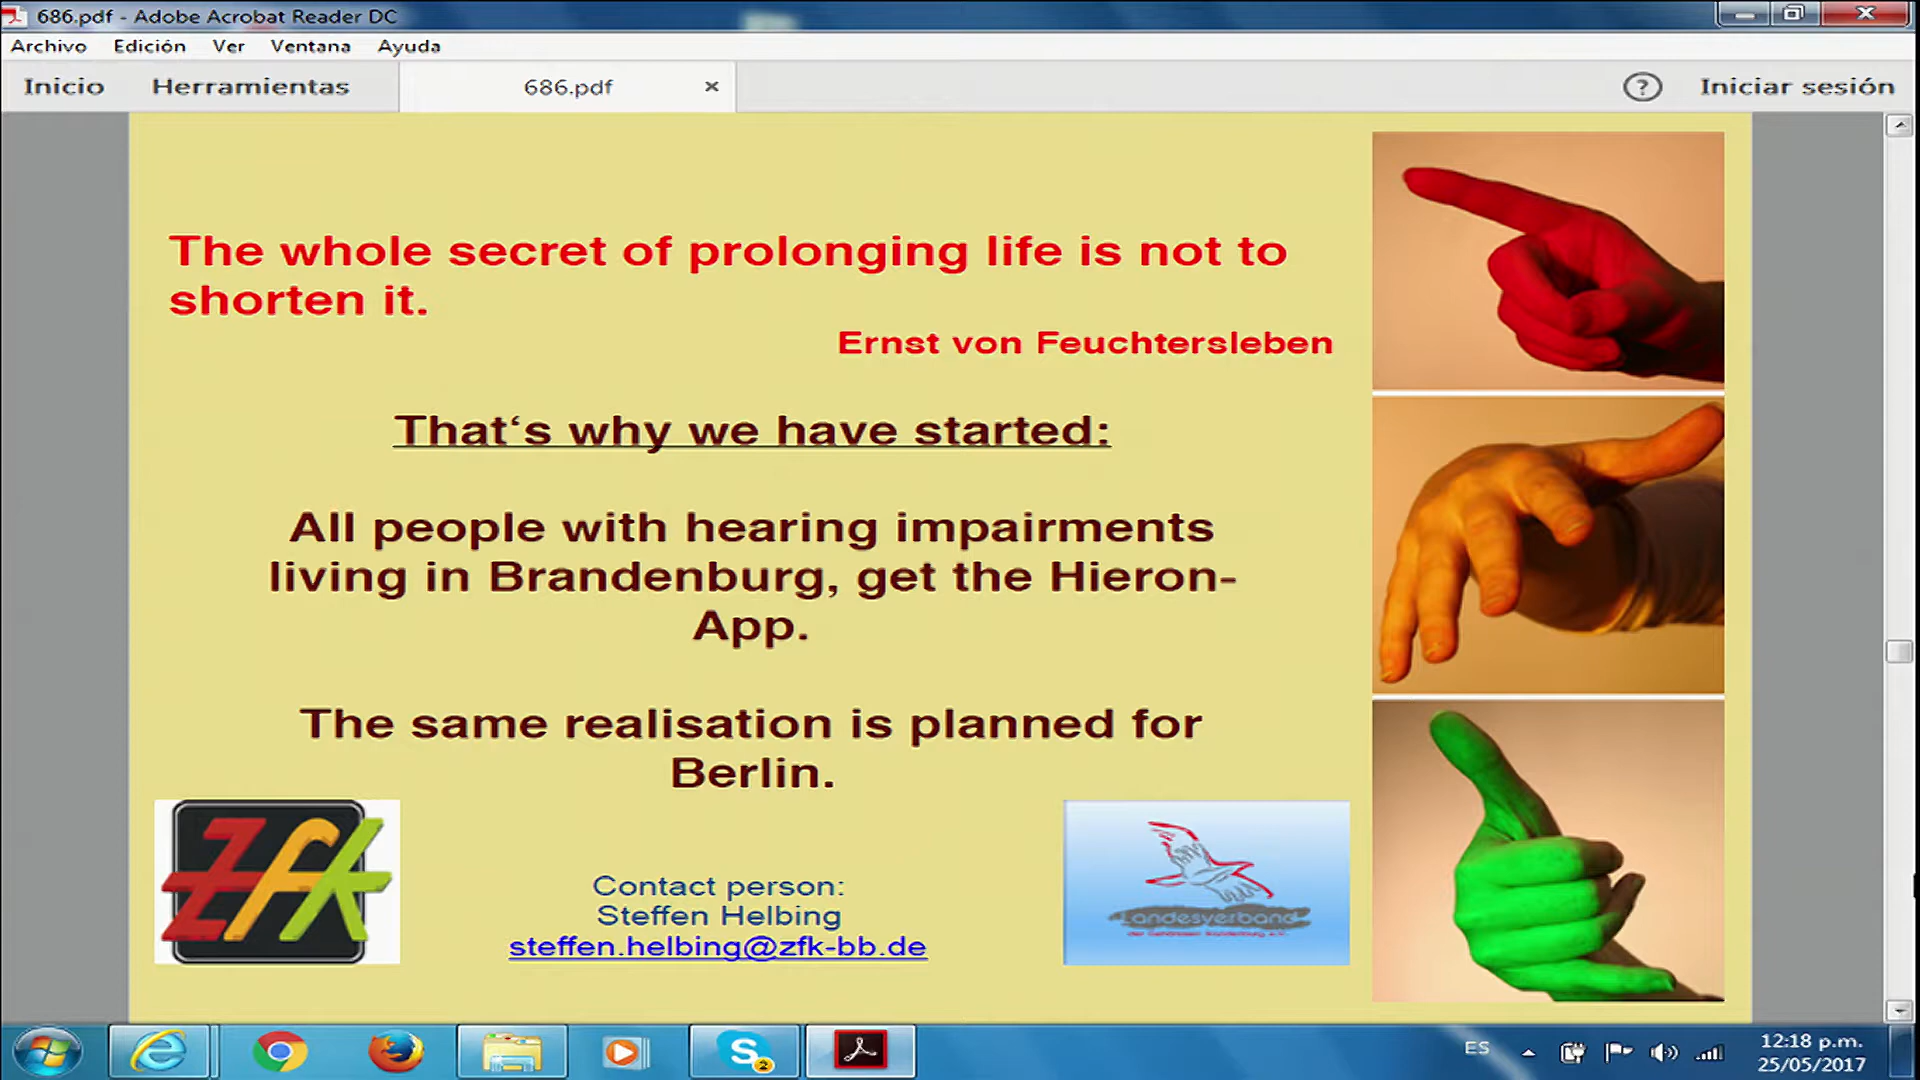 686.pdf - Adobe Acrobat Reader DC
Archivo Edición Ver Ventana Ayuda
Inicio Herramientas 686.pdf × ? Iniciar sesión
The whole secret of prolonging life is not to
shorten it.
Ernst von Feuchtersleben
That‘s why we have started:
All people with hearing impairments
living in Brandenburg, get the Hieron-
App.
The same realisation is planned for
Berlin.
zfk
Contact person:
Steffen Helbing
steffen.helbing@zfk-bb.de
Landesverband
ES
12:18 p.m.
25/05/2017
2